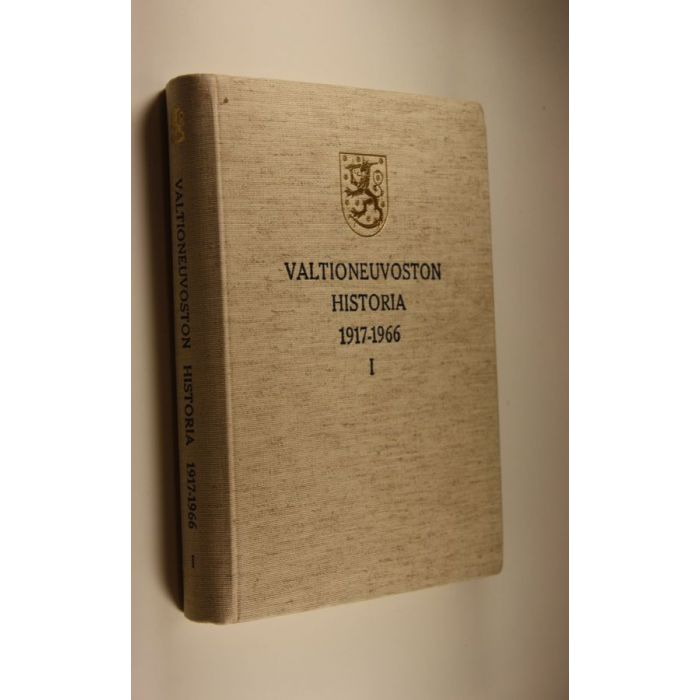 VALTIONEUVOSTON
HISTORIA
1917-1966
I
VALTIONEUVOSTON HISTORIA 1917-1966 I